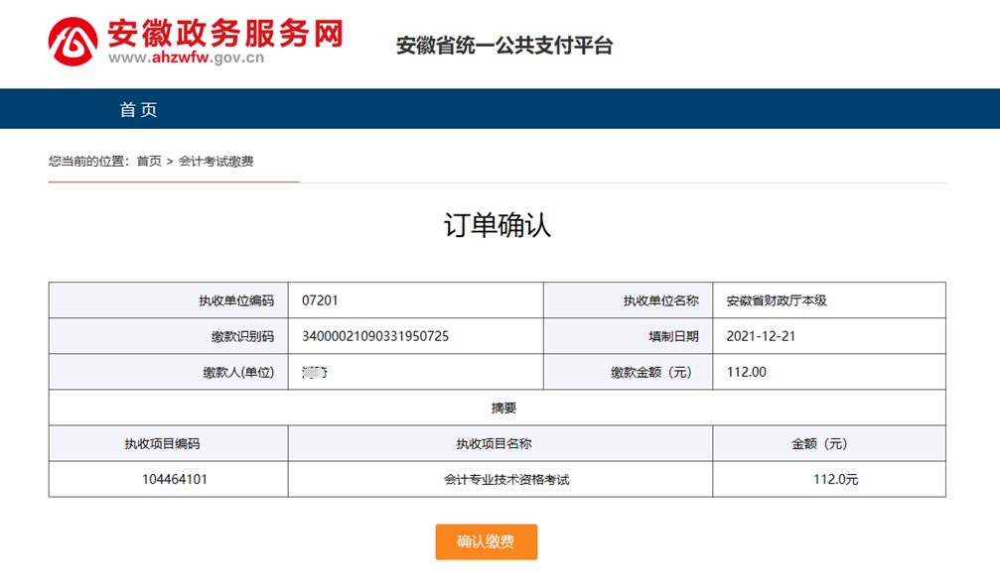 安徽政务服务网
www.ahzwfw.gov.cn
安徽省统一公共支付平台
首页
您当前的位置：首页 > 会计考试缴费
订单确认
执收单位编码 07201 执收单位名称 安徽省财政厅本级
缴款识别码 34000021090331950725 填制日期 2021-12-21
缴款人(单位) 缴款金额（元） 112.00
摘要
执收项目编码 执收项目名称 金额（元）
104464101 会计专业技术资格考试 112.0元
确认缴费